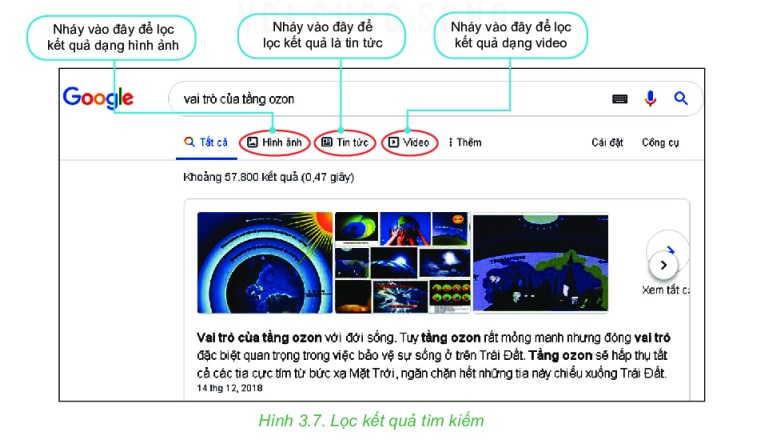 Nháy vào đây để lọc
kết quả dạng hình ảnh
Nháy vào đây để
lọc kết quả là tin tức
Nháy vào đây để lọc
kết quả dạng video
Google
vai trò của tầng ozon
Tất cả
Hình ảnh
Tin tức
Video
Thêm
Cài đặt
Công cụ
Khoảng 57.800 kết quả (0,47 giây)
Xem tất cả
Vai trò của tầng ozon với đời sống. Tuy tầng ozon rất mỏng manh nhưng đóng vai trò
đặc biệt quan trọng trong việc bảo vệ sự sống ở trên Trái Đất. Tầng ozon sẽ hấp thụ tất
cả các tia cực tím từ bức xạ Mặt Trời, ngăn chặn hết những tia này chiếu xuống Trái Đất.
14 thg 12, 2018
Hình 3.7. Lọc kết quả tìm kiếm